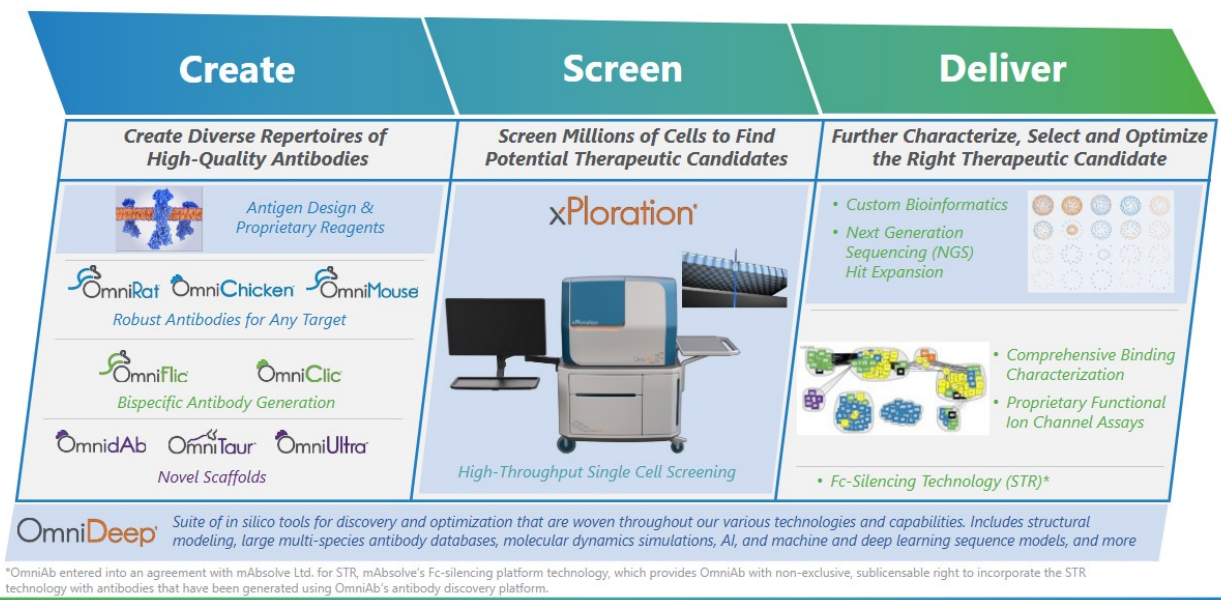 Create
Screen
Deliver
Create Diverse Repertoires of
High-Quality Antibodies
Screen Millions of Cells to Find
Potential Therapeutic Candidates
Further Characterize, Select and Optimize
the Right Therapeutic Candidate
Antigen Design &
Proprietary Reagents
OmniRat OmniChicken OmniMouse
Robust Antibodies for Any Target
OmniFlic OmniClic
Bispecific Antibody Generation
OmnidAb OmniTaur OmniUltra
Novel Scaffolds
xPloration®
xPloration
High-Throughput Single Cell Screening
• Custom Bioinformatics
• Next Generation
Sequencing (NGS)
Hit Expansion
• Comprehensive Binding
Characterization
• Proprietary Functional
Ion Channel Assays
• Fc-Silencing Technology (STR)*
OmniDeep
Suite of in silico tools for discovery and optimization that are woven throughout our various technologies and capabilities. Includes structural
modeling, large multi-species antibody databases, molecular dynamics simulations, AI, and machine and deep learning sequence models, and more
*OmniAb entered into an agreement with mAbsolve Ltd. for STR, mAbsolve's Fc-silencing platform technology, which provides OmniAb with non-exclusive, sublicensable right to incorporate the STR
technology with antibodies that have been generated using OmniAb's antibody discovery platform.